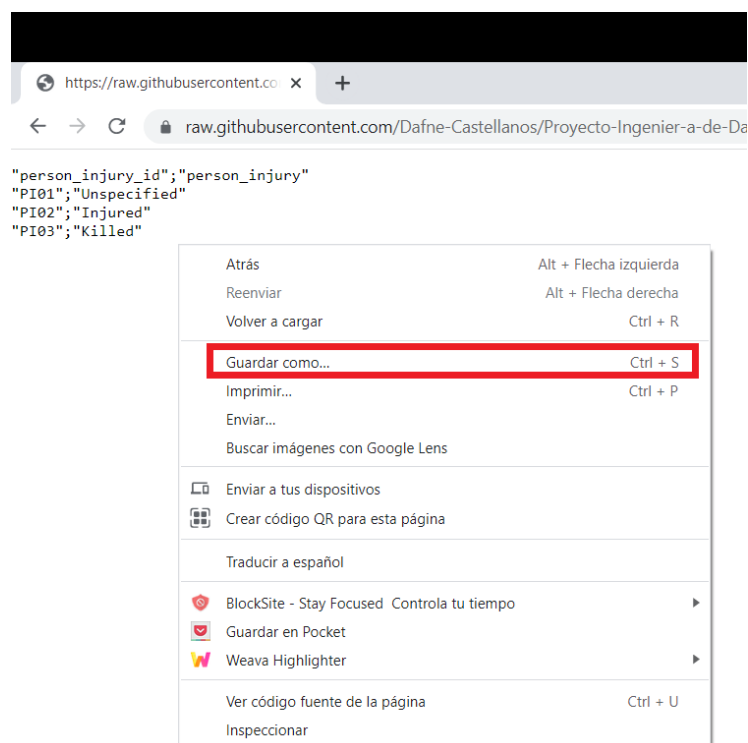 https://raw.githubusercontent.co
raw.githubusercontent.com/Dafne-Castellanos/Proyecto-Ingenier-a-de-Da
"person_injury_id";"person_injury"
"PI01";"Unspecified"
"PI02";"Injured"
"PI03";"Killed"
Atrás Alt + Flecha izquierda
Reenviar Alt + Flecha derecha
Volver a cargar Ctrl + R
Guardar como... Ctrl + S
Imprimir... Ctrl + P
Enviar...
Buscar imágenes con Google Lens
Enviar a tus dispositivos
Crear código QR para esta página
Traducir a español
BlockSite - Stay Focused Controla tu tiempo
Guardar en Pocket
Weava Highlighter
Ver código fuente de la página Ctrl + U
Inspeccionar